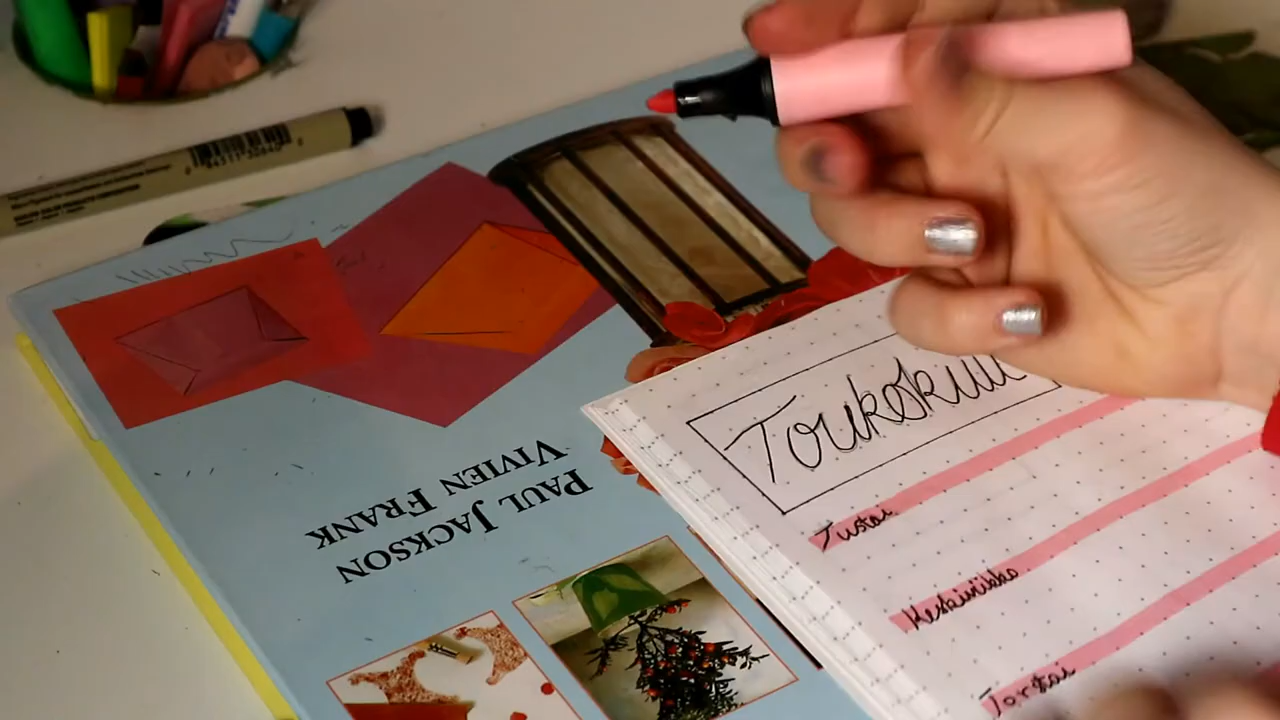 PAUL JACKSON
VIVIEN FRANK
Toukokuu
Tiistai
Keskiviikko
Torstai